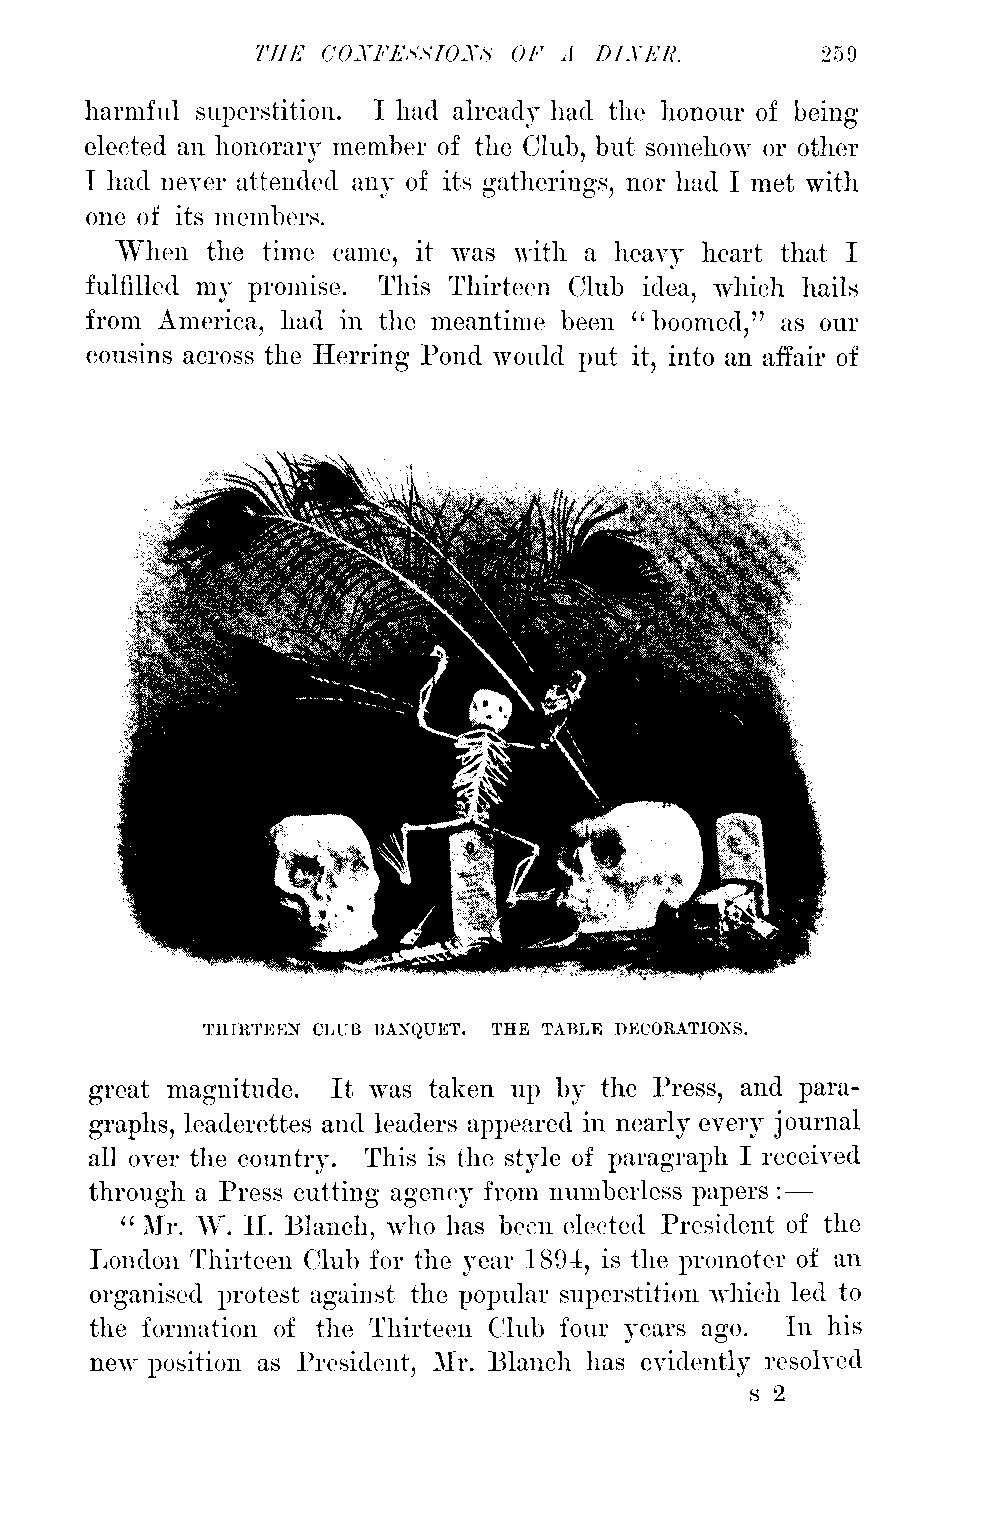 THE CONFESSIONS OF A DINER. 259
harmful superstition. I had already had the honour of being
elected an honorary member of the Club, but somehow or other
I had never attended any of its gatherings, nor had I met with
one of its members.
When the time came, it was with a heavy heart that I
fulfilled my promise. This Thirteen Club idea, which hails
from America, had in the meantime been “boomed,” as our
cousins across the Herring Pond would put it, into an affair of
THIRTEEN CLUB BANQUET. THE TABLE DECORATIONS.
great magnitude. It was taken up by the Press, and para-
graphs, leaderettes and leaders appeared in nearly every journal
all over the country. This is the style of paragraph I received
through a Press cutting agency from numberless papers:—
“Mr. W. H. Blanch, who has been elected President of the
London Thirteen Club for the year 1894, is the promoter of an
organised protest against the popular superstition which led to
the formation of the Thirteen Club four years ago. In his
new position as President, Mr. Blanch has evidently resolved
S 2